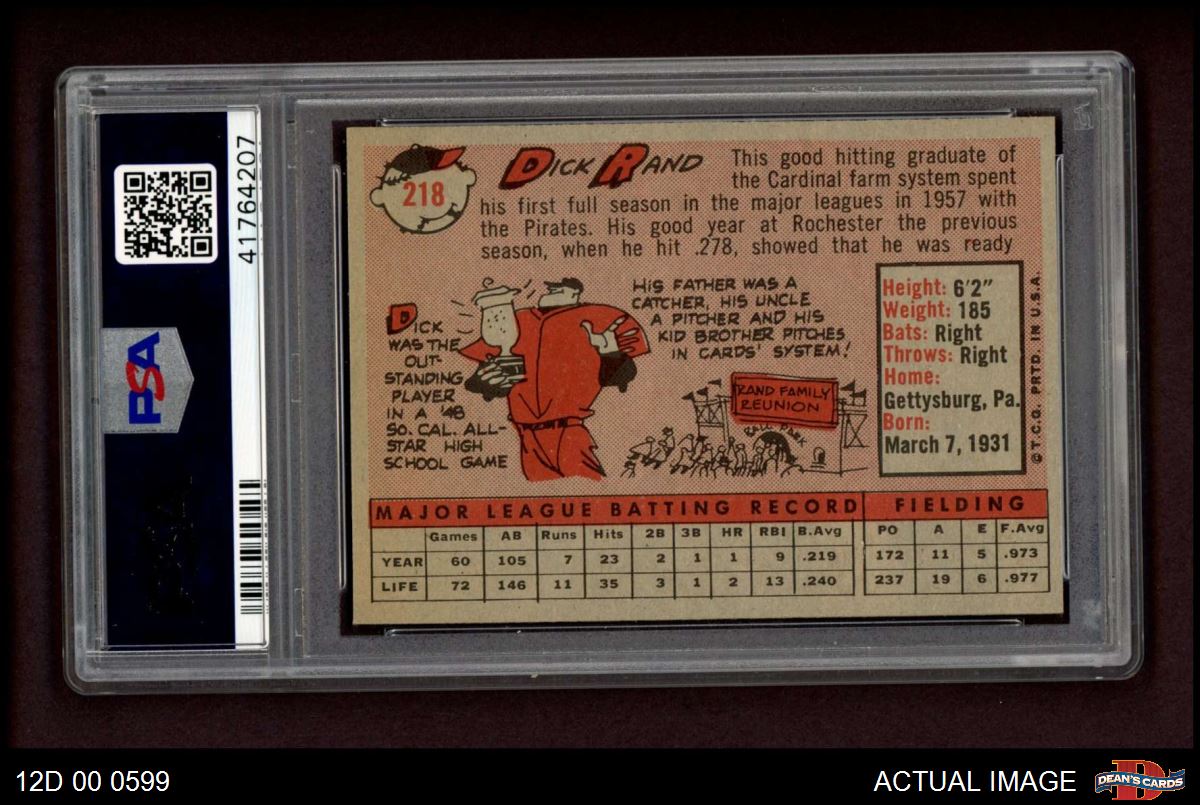 41764207
PSA
218
DICK RAND
This good hitting graduate of
the Cardinal farm system spent
his first full season in the major leagues in 1957 with
the Pirates. His good year at Rochester the previous
season, when he hit .278, showed that he was ready
DICK
WAS THE
OUT-
STANDING
PLAYER
IN A '48
SO. CAL. ALL-
STAR HIGH
SCHOOL GAME
HIS FATHER WAS A
CATCHER, HIS UNCLE
A PITCHER AND HIS
KID BROTHER PITCHES
IN CARDS' SYSTEM!
RAND FAMILY
REUNION
BALL PARK
Height: 6'2"
Weight: 185
Bats: Right
Throws: Right
Home:
Gettysburg, Pa.
Born:
March 7, 1931
© T.C.G. PRTD. IN U.S.A.
MAJOR LEAGUE BATTING RECORD FIELDING
Games AB Runs Hits 2B 3B HR RBI B.Avg PO A E F.Avg
YEAR 60 105 7 23 2 1 1 9 .219 172 11 5 .973
LIFE 72 146 11 35 3 1 2 13 .240 237 19 6 .977
12D 00 0599
ACTUAL IMAGE
DEAN'S CARDS